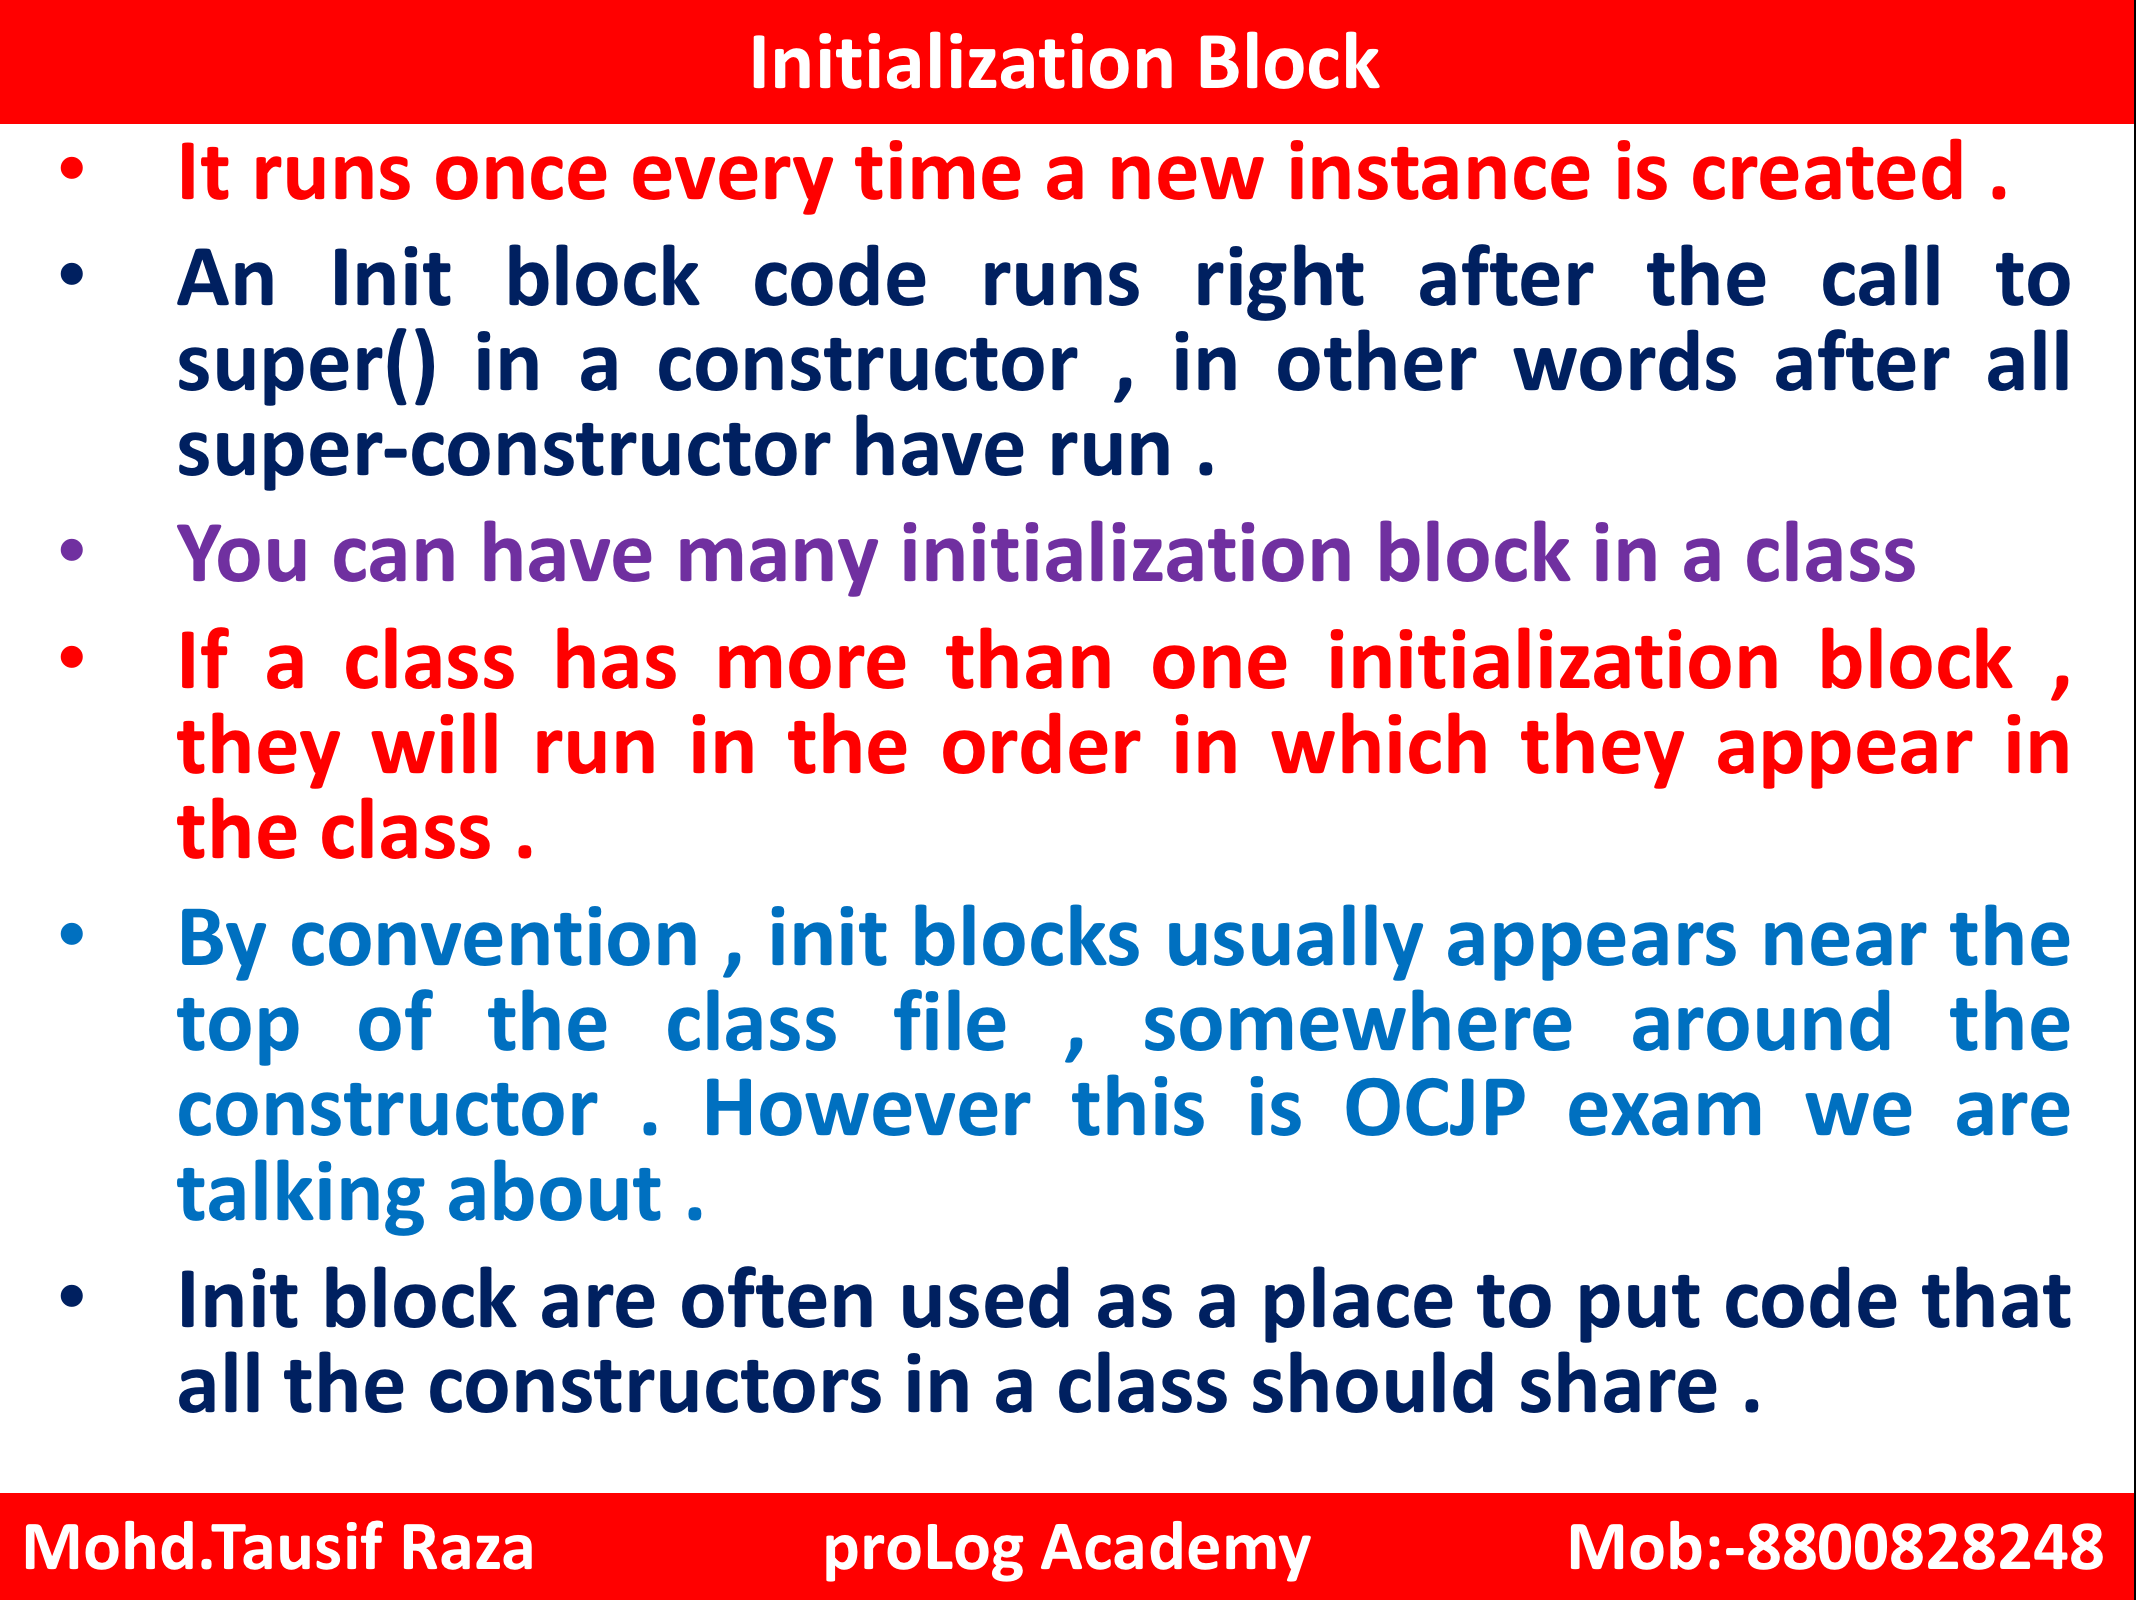 Initialization Block
• It runs once every time a new instance is created .
• An Init block code runs right after the call to
super() in a constructor , in other words after all
super-constructor have run .
• You can have many initialization block in a class
• If a class has more than one initialization block ,
they will run in the order in which they appear in
the class .
• By convention , init blocks usually appears near the
top of the class file , somewhere around the
constructor . However this is OCJP exam we are
talking about .
• Init block are often used as a place to put code that
all the constructors in a class should share .
Mohd.Tausif Raza proLog Academy Mob:-8800828248